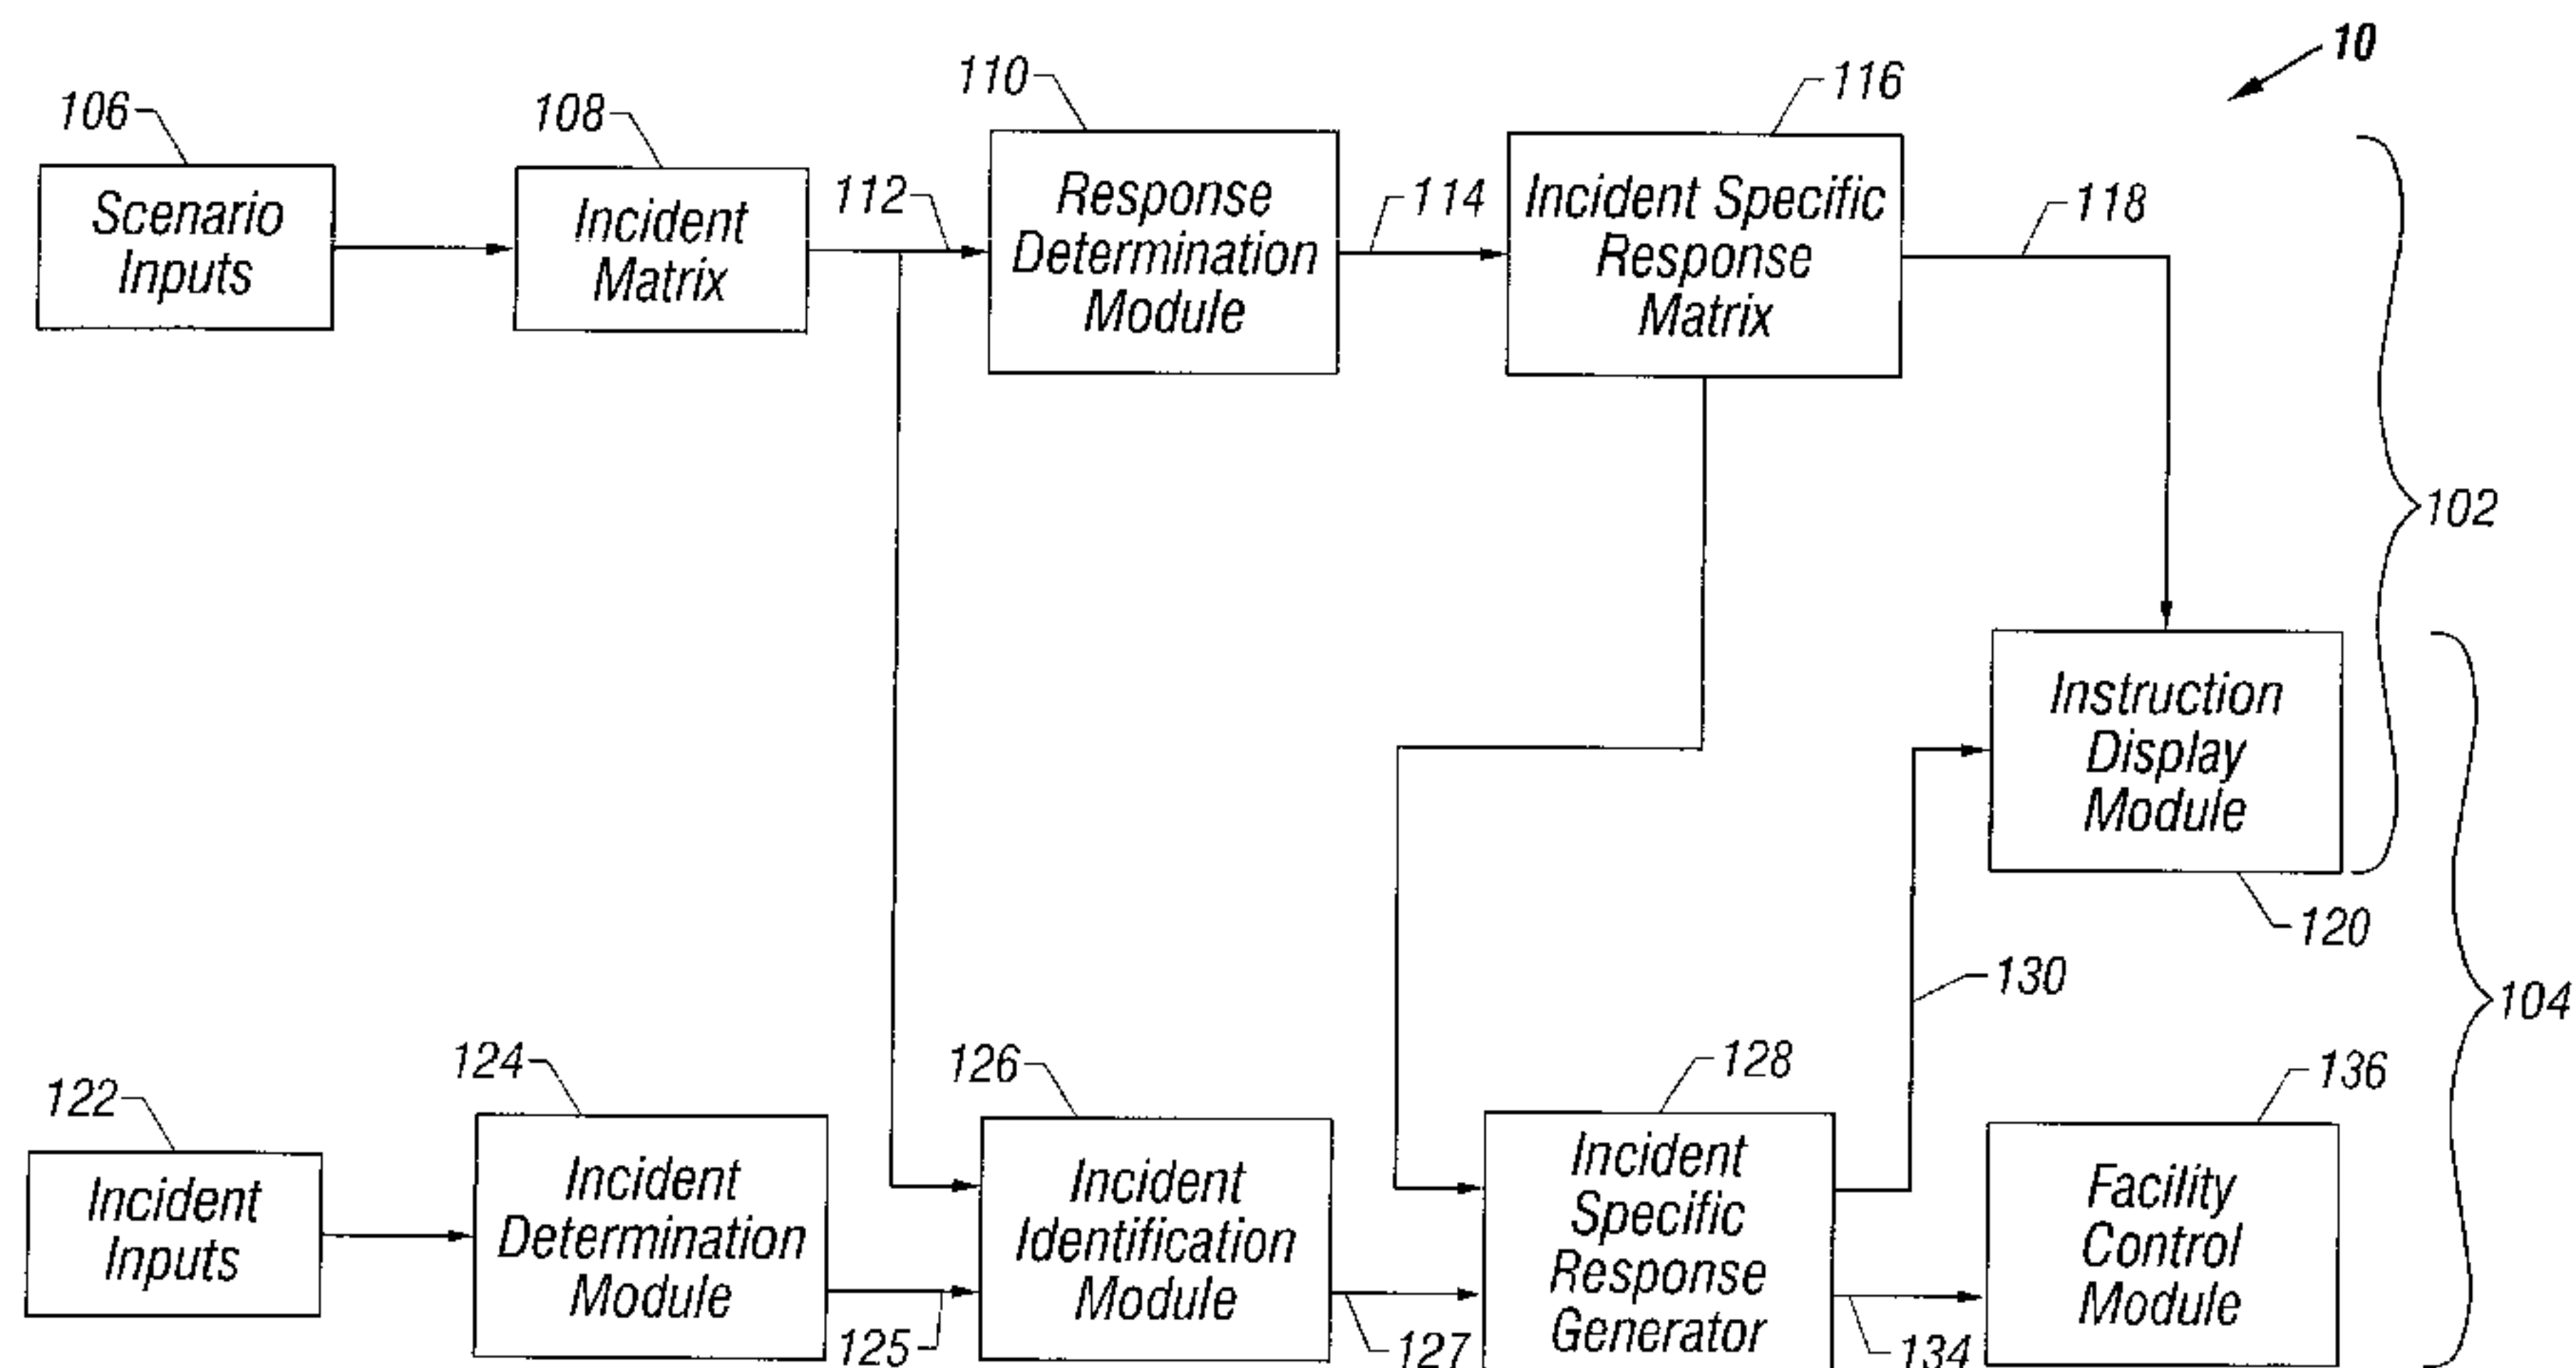 10
106
Scenario
Inputs
108
Incident
Matrix
112
110
Response
Determination
Module
114
116
Incident Specific
Response
Matrix
118
102
Instruction
Display
Module
120
130
104
122
Incident
Inputs
124
Incident
Determination
Module
125
126
Incident
Identification
Module
127
128
Incident
Specific
Response
Generator
134
136
Facility
Control
Module